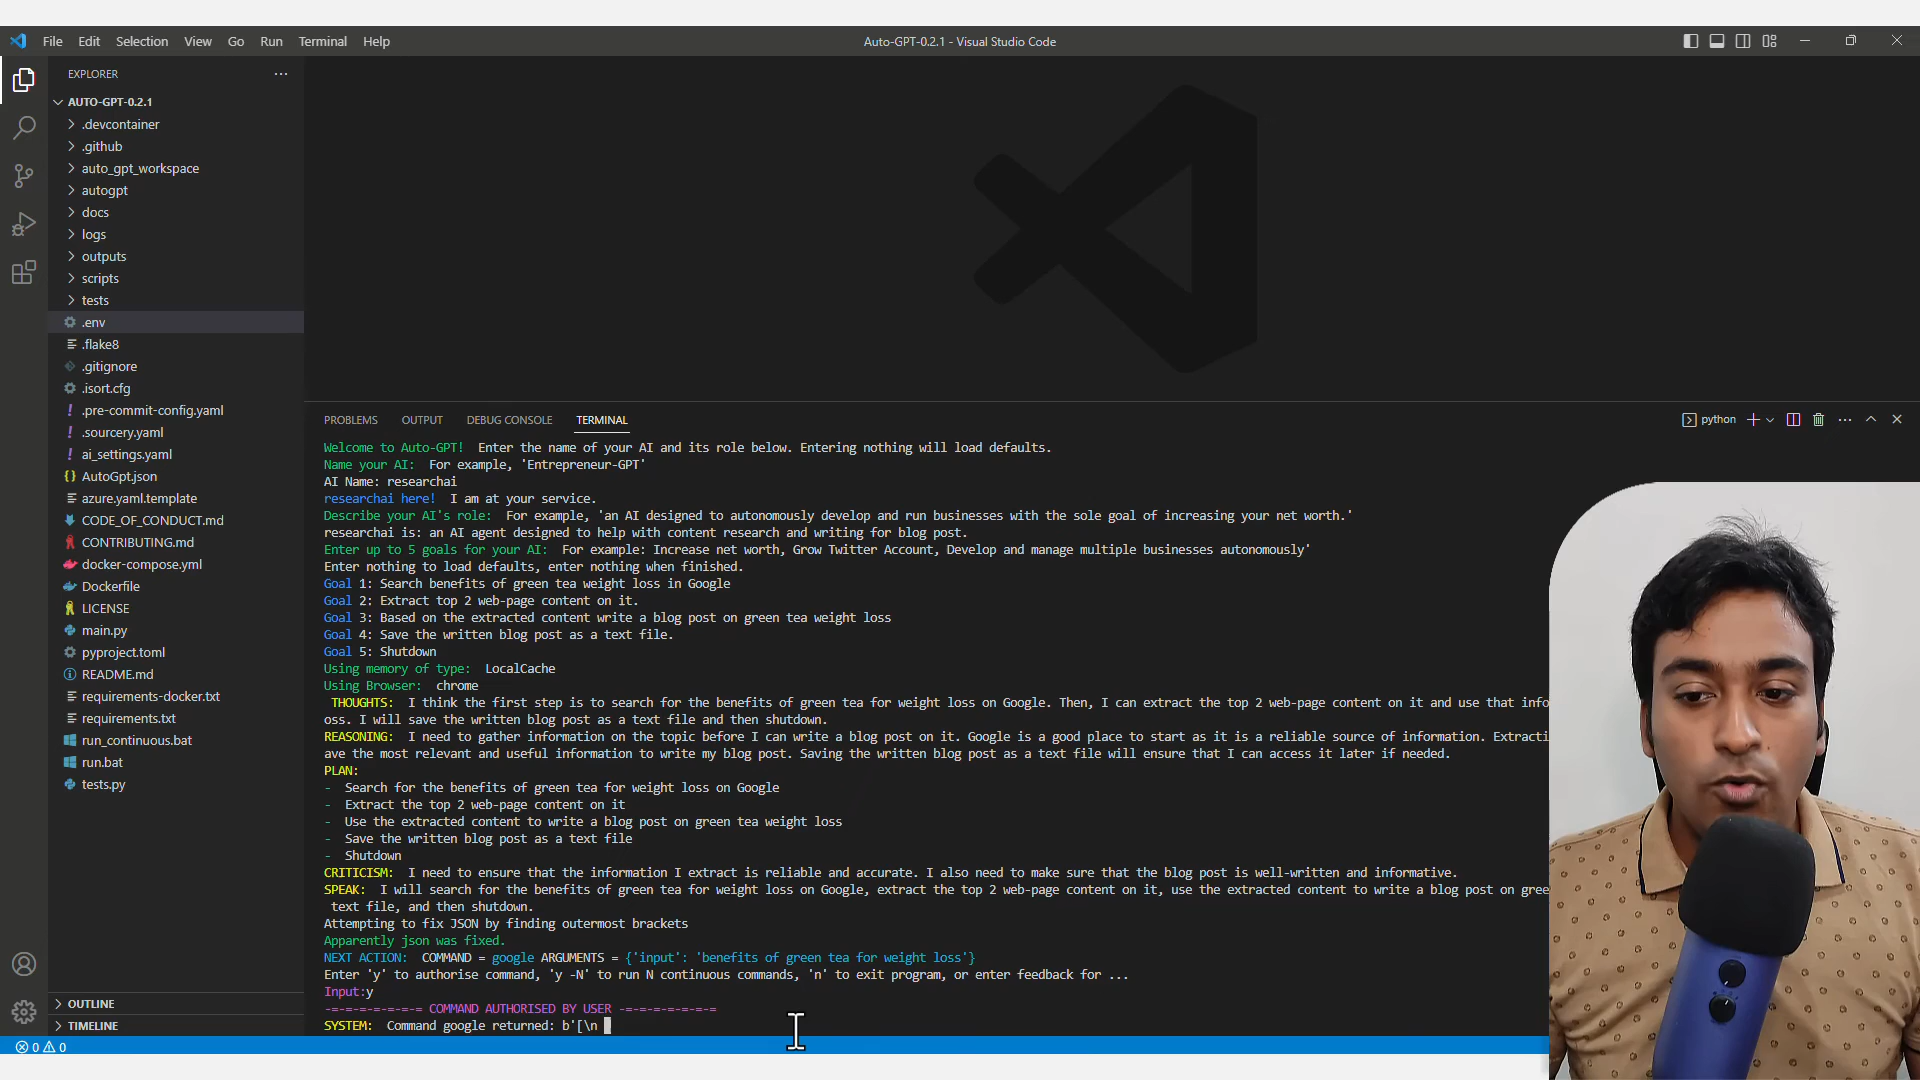 File Edit Selection View Go Run Terminal Help
Auto-GPT-0.2.1 - Visual Studio Code
EXPLORER
AUTO-GPT-0.2.1
.devcontainer
.github
auto_gpt_workspace
autogpt
docs
logs
outputs
scripts
tests
.env
.flake8
.gitignore
.isort.cfg
.pre-commit-config.yaml
.sourcery.yaml
ai_settings.yaml
AutoGpt.json
azure.yaml.template
CODE_OF_CONDUCT.md
CONTRIBUTING.md
docker-compose.yml
Dockerfile
LICENSE
main.py
pyproject.toml
README.md
requirements-docker.txt
requirements.txt
run_continuous.bat
run.bat
tests.py
OUTLINE
TIMELINE
0 0
PROBLEMS OUTPUT DEBUG CONSOLE TERMINAL
python
Welcome to Auto-GPT! Enter the name of your AI and its role below. Entering nothing will load defaults.
Name your AI: For example, 'Entrepreneur-GPT'
AI Name: researchai
researchai here! I am at your service.
Describe your AI's role: For example, 'an AI designed to autonomously develop and run businesses with the sole goal of increasing your net worth.'
researchai is: an AI agent designed to help with content research and writing for blog post.
Enter up to 5 goals for your AI: For example: Increase net worth, Grow Twitter Account, Develop and manage multiple businesses autonomously'
Enter nothing to load defaults, enter nothing when finished.
Goal 1: Search benefits of green tea weight loss in Google
Goal 2: Extract top 2 web-page content on it.
Goal 3: Based on the extracted content write a blog post on green tea weight loss
Goal 4: Save the written blog post as a text file.
Goal 5: Shutdown
Using memory of type: LocalCache
Using Browser: chrome
THOUGHTS: I think the first step is to search for the benefits of green tea for weight loss on Google. Then, I can extract the top 2 web-page content on it and use that info
oss. I will save the written blog post as a text file and then shutdown.
REASONING: I need to gather information on the topic before I can write a blog post on it. Google is a good place to start as it is a reliable source of information. Extracti
ave the most relevant and useful information to write my blog post. Saving the written blog post as a text file will ensure that I can access it later if needed.
PLAN:
- Search for the benefits of green tea for weight loss on Google
- Extract the top 2 web-page content on it
- Use the extracted content to write a blog post on green tea weight loss
- Save the written blog post as a text file
- Shutdown
CRITICISM: I need to ensure that the information I extract is reliable and accurate. I also need to make sure that the blog post is well-written and informative.
SPEAK: I will search for the benefits of green tea for weight loss on Google, extract the top 2 web-page content on it, use the extracted content to write a blog post on gree
text file, and then shutdown.
Attempting to fix JSON by finding outermost brackets
Apparently json was fixed.
NEXT ACTION: COMMAND = google ARGUMENTS = {'input': 'benefits of green tea for weight loss'}
Enter 'y' to authorise command, 'y -N' to run N continuous commands, 'n' to exit program, or enter feedback for ...
Input:y
-=-=-=-=-=-=-= COMMAND AUTHORISED BY USER -=-=-=-=-=-=-=
SYSTEM: Command google returned: b'[\n